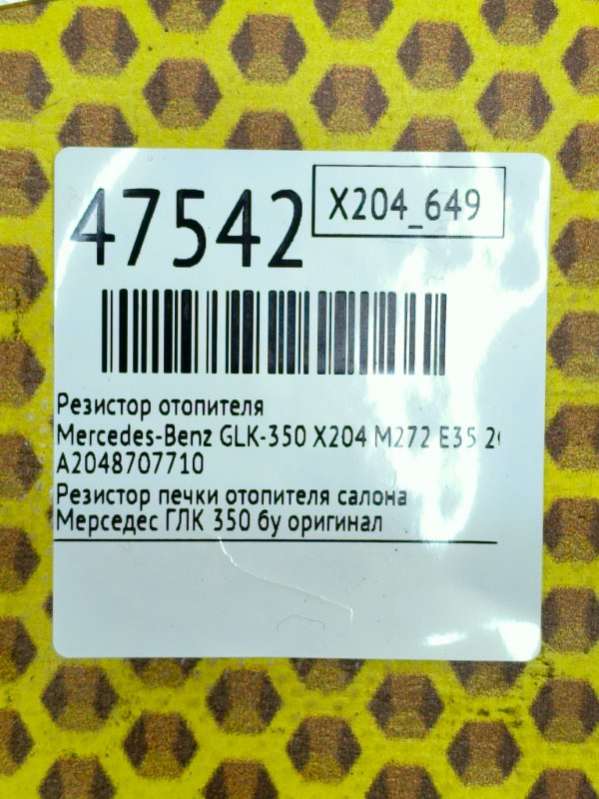 47542
X204_649
Резистор отопителя
Mercedes-Benz GLK-350 X204 M272 E35
A2048707710
Резистор печки отопителя салона
Мерседес ГЛК 350 бу оригинал